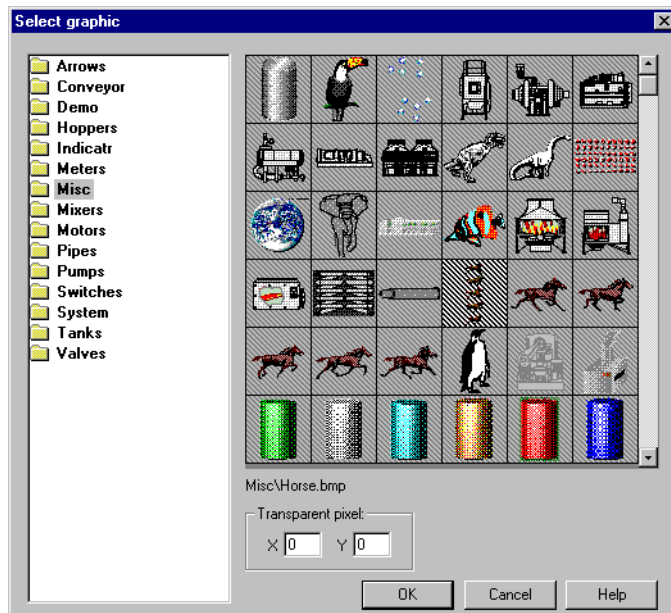 Select graphic
Arrows
Conveyor
Demo
Hoppers
Indicatr
Meters
Misc
Mixers
Motors
Pipes
Pumps
Switches
System
Tanks
Valves
Misc\Horse.bmp
Transparent pixel:
X 0 Y 0
OK Cancel Help